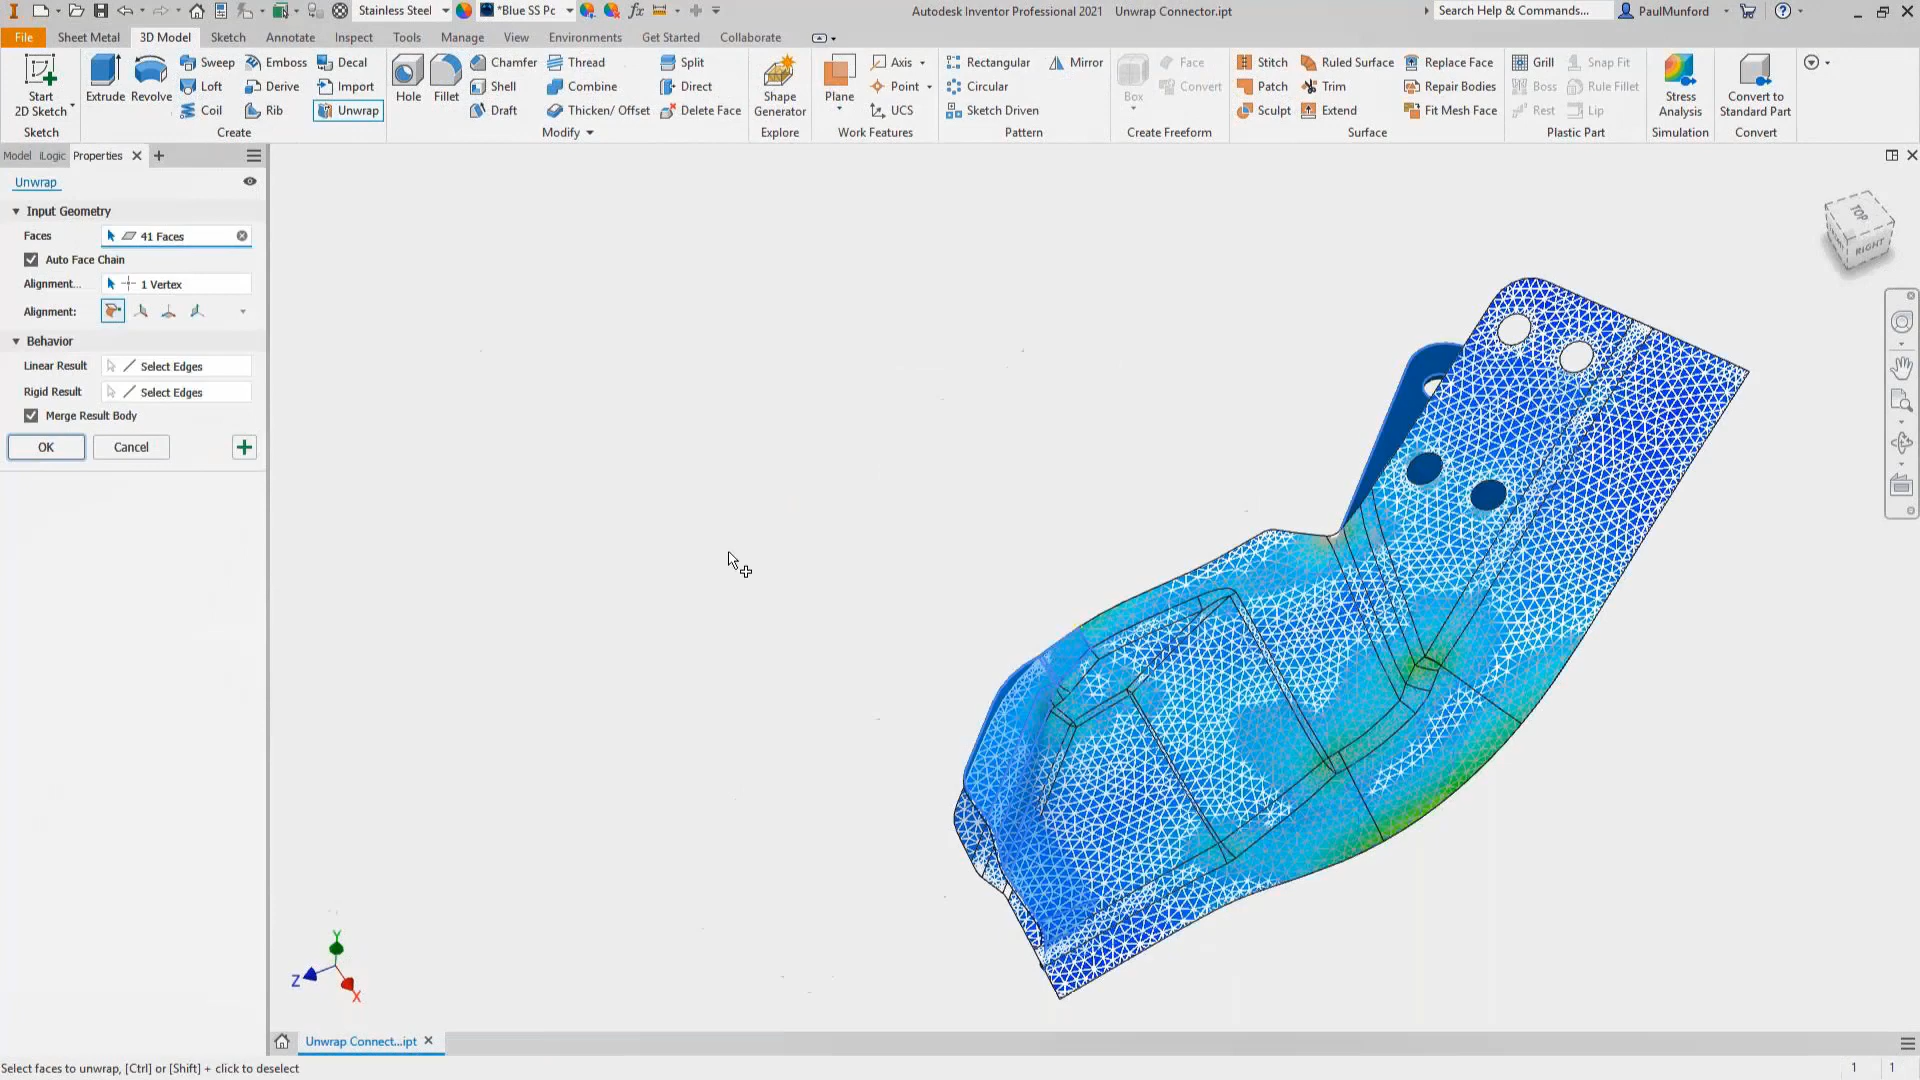 Stainless Steel
*Blue SS Pc
fx
Autodesk Inventor Professional 2021 Unwrap Connector.ipt
Search Help & Commands...
PaulMunford
File Sheet Metal 3D Model Sketch Annotate Inspect Tools Manage View Environments Get Started Collaborate
Start
2D Sketch
Sketch
Extrude
Revolve
Sweep
Emboss
Decal
Loft
Derive
Import
Coil
Rib
Unwrap
Create
Hole
Fillet
Chamfer
Thread
Split
Shell
Combine
Direct
Draft
Thicken/ Offset
Delete Face
Modify
Shape
Generator
Explore
Plane
Axis
Point
UCS
Work Features
Rectangular
Mirror
Circular
Sketch Driven
Pattern
Box
Face
Convert
Create Freeform
Stitch
Ruled Surface
Replace Face
Patch
Trim
Repair Bodies
Sculpt
Extend
Fit Mesh Face
Surface
Grill
Snap Fit
Boss
Rule Fillet
Rest
Lip
Plastic Part
Stress
Analysis
Simulation
Convert to
Standard Part
Convert
Model iLogic Properties
Unwrap
Input Geometry
Faces 41 Faces
Auto Face Chain
Alignment... 1 Vertex
Alignment:
Behavior
Linear Result Select Edges
Rigid Result Select Edges
Merge Result Body
OK Cancel
TOP
RIGHT
Y
Z
X
Unwrap Connect...ipt
Select faces to unwrap, [Ctrl] or [Shift] + click to deselect
1 1